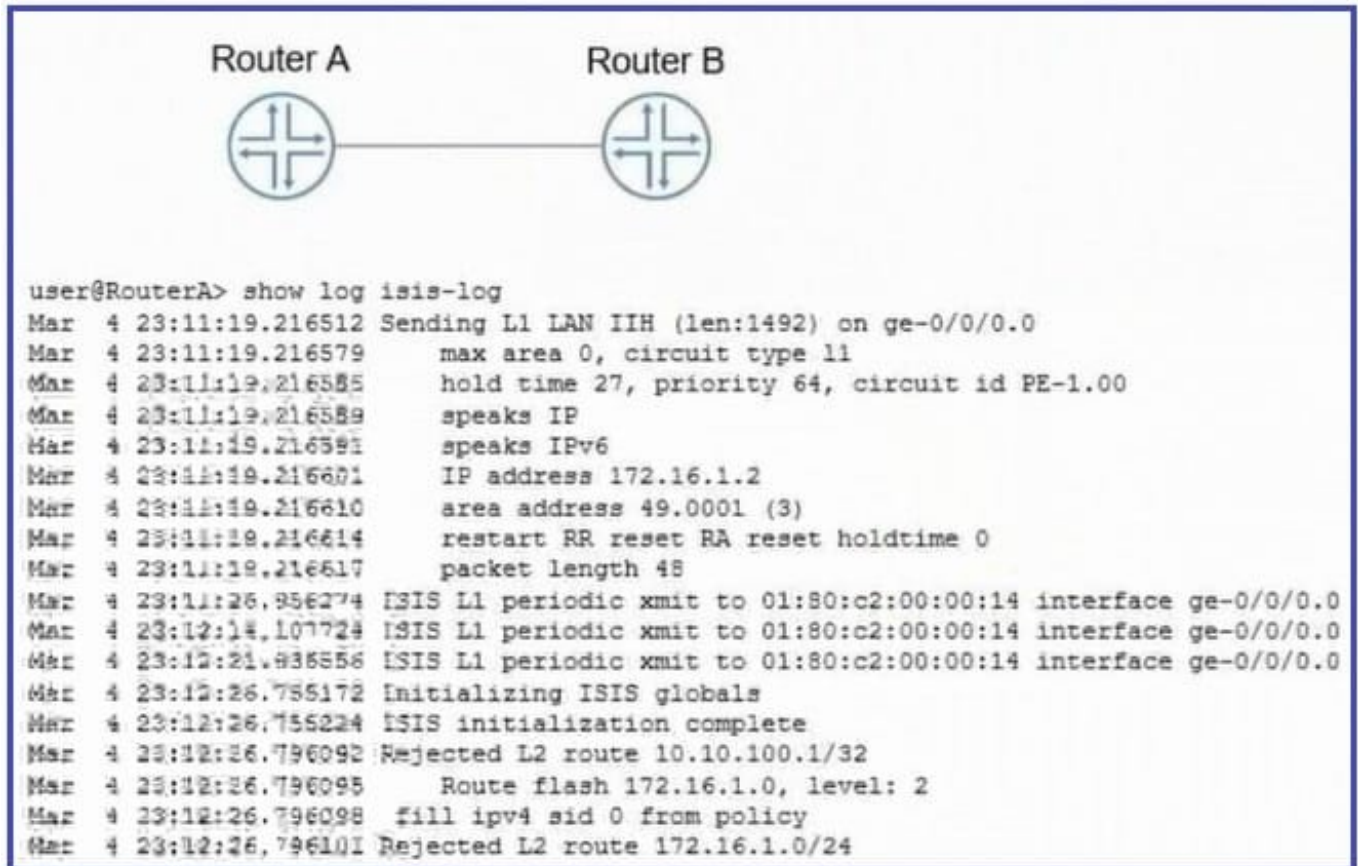 Router A Router B
user@RouterA> show log isis-log
Mar 4 23:11:19.216512 Sending L1 LAN IIH (len:1492) on ge-0/0/0.0
Mar 4 23:11:19.216579 max area 0, circuit type l1
Mar 4 23:11:19.216585 hold time 27, priority 64, circuit id PE-1.00
Mar 4 23:11:19.216589 speaks IP
Mar 4 23:11:19.216591 speaks IPv6
Mar 4 23:11:19.216601 IP address 172.16.1.2
Mar 4 23:11:19.216610 area address 49.0001 (3)
Mar 4 23:11:19.216614 restart RR reset RA reset holdtime 0
Mar 4 23:11:19.216617 packet length 48
Mar 4 23:11:26.956274 ISIS L1 periodic xmit to 01:80:c2:00:00:14 interface ge-0/0/0.0
Mar 4 23:12:14.107724 ISIS L1 periodic xmit to 01:80:c2:00:00:14 interface ge-0/0/0.0
Mar 4 ISIS L1 periodic xmit to 01:80:c2:00:00:14 interface ge-0/0/0.0
Mar 4 Initializing ISIS globals
Mar 4 ISIS initialization complete
Mar 4 23:12:26.796092 Rejected L2 route 10.10.100.1/32
Mar 4 23:12:26.796095 Route flash 172.16.1.0, level: 2
Mar 4 23:12:26.796098 fill ipv4 sid 0 from policy
Mar 4 23:12:26.796101 Rejected L2 route 172.16.1.0/24